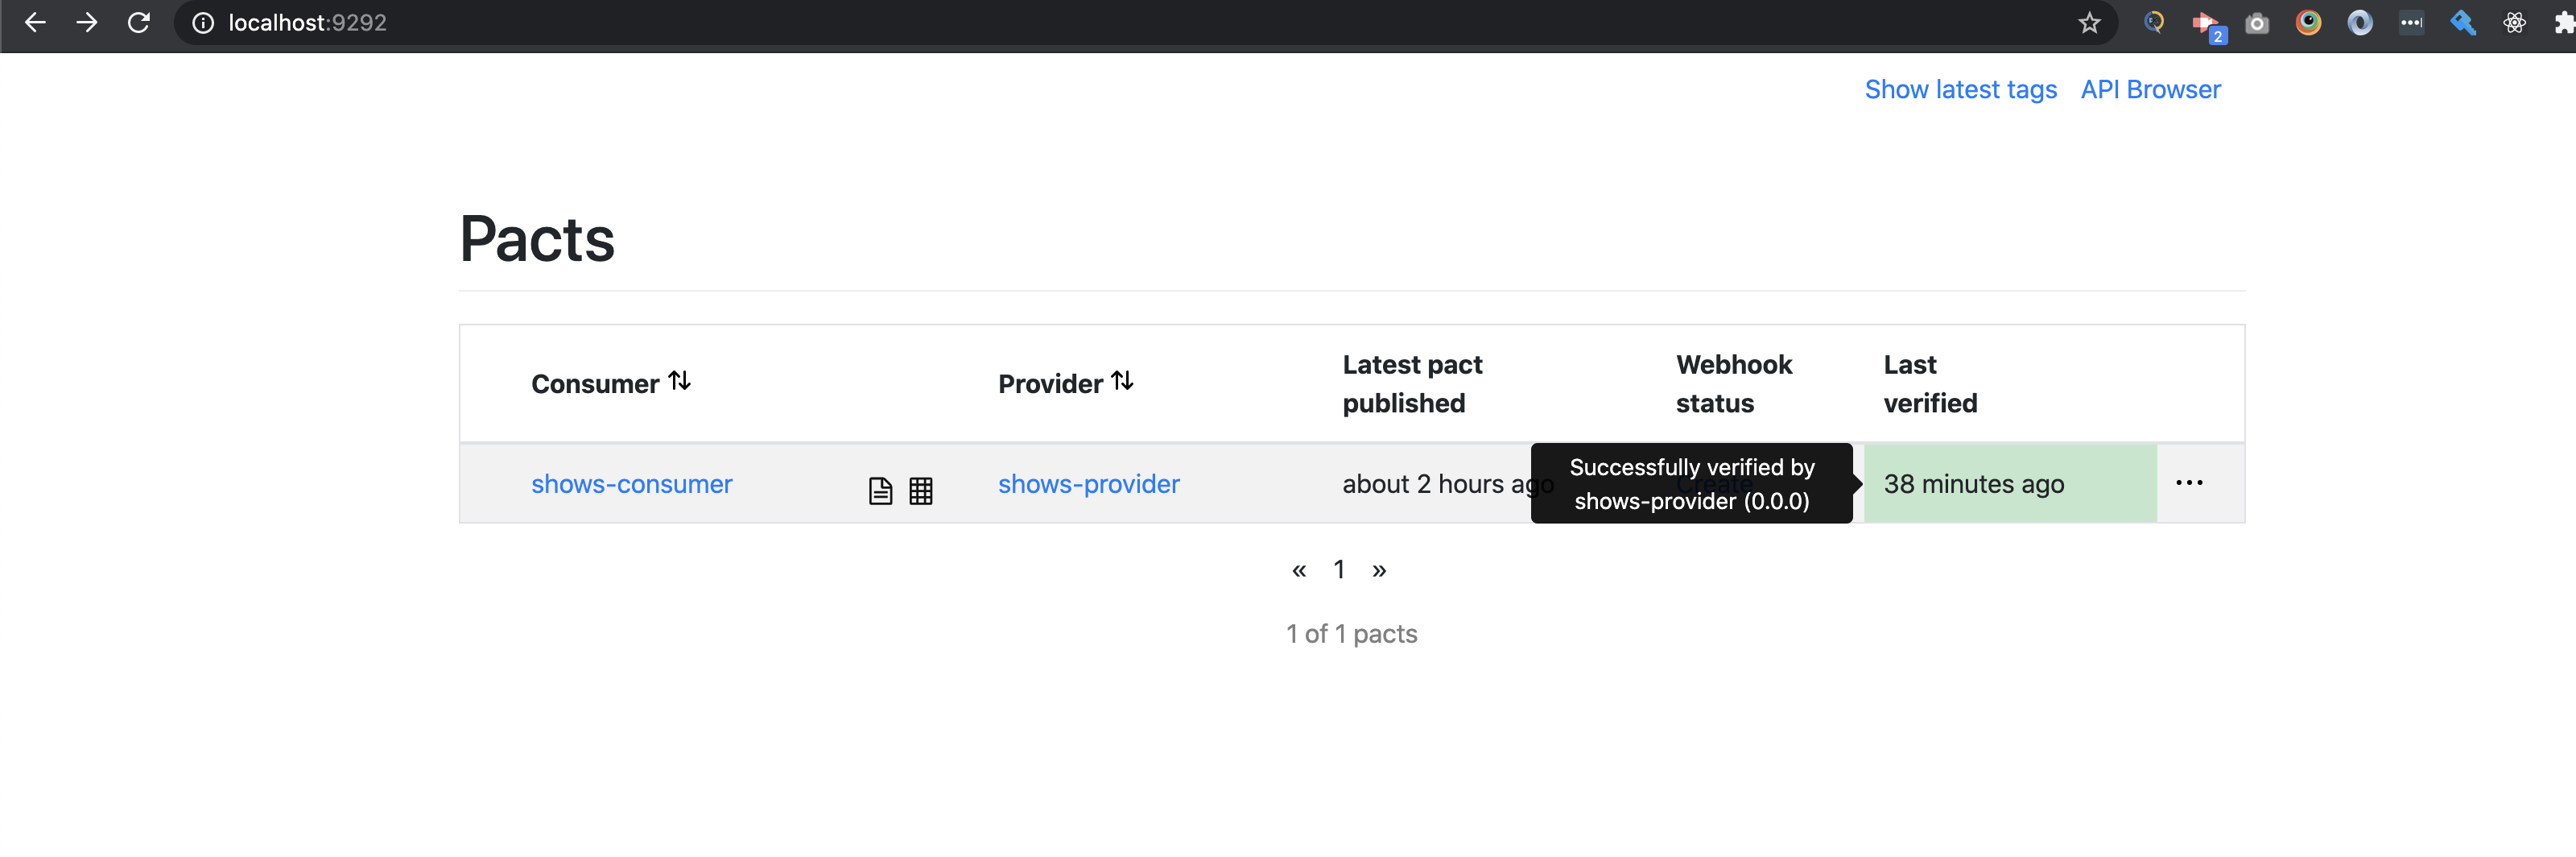 localhost:9292
2
Show latest tags API Browser
Pacts
Consumer Provider Latest pact published Webhook status Last verified
shows-consumer shows-provider about 2 hours ago Create 38 minutes ago ...
Successfully verified by
shows-provider (0.0.0)
« 1 »
1 of 1 pacts